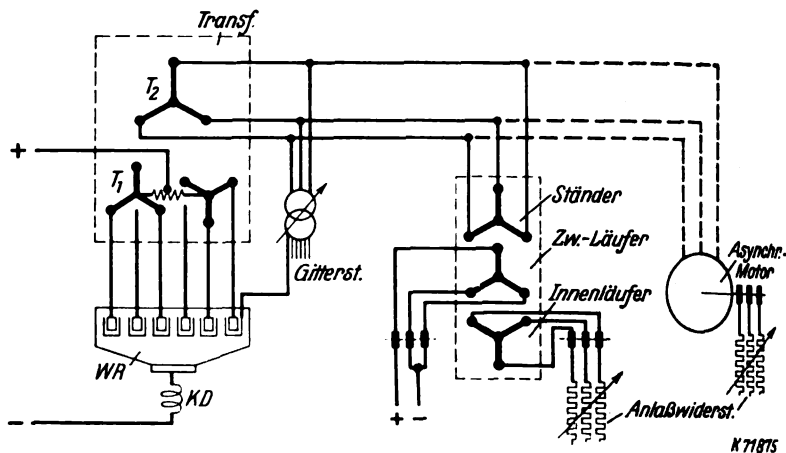 Transf.
T2
+
T1
Ständer
Zw.-Läufer
Gitterst.
Asynchr.-
Motor
Innenläufer
WR
KD
+ -
Anlaßwiderst.
-
K 71875